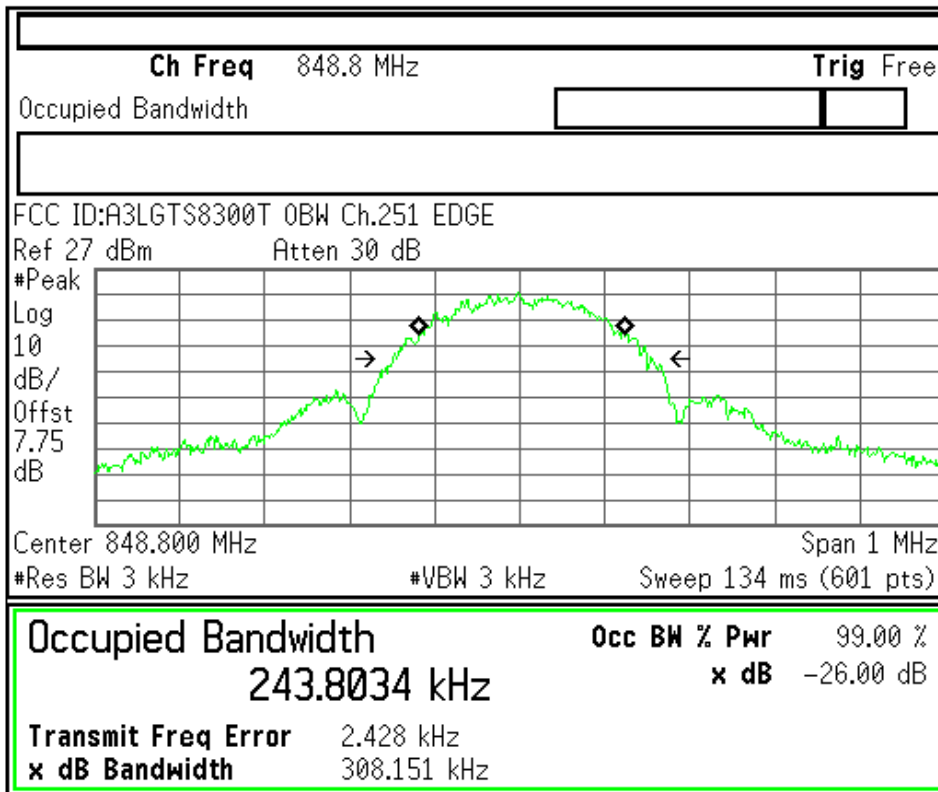 Ch Freq 848.8 MHz Trig Free
Occupied Bandwidth
FCC ID:A3LGTS8300T OBW Ch.251 EDGE
Ref 27 dBm Atten 30 dB
#Peak
Log
10
dB/
Offst
7.75
dB
Center 848.800 MHz Span 1 MHz
#Res BW 3 kHz #VBW 3 kHz Sweep 134 ms (601 pts)
Occupied Bandwidth Occ BW % Pwr 99.00 %
243.8034 kHz x dB -26.00 dB
Transmit Freq Error 2.428 kHz
x dB Bandwidth 308.151 kHz